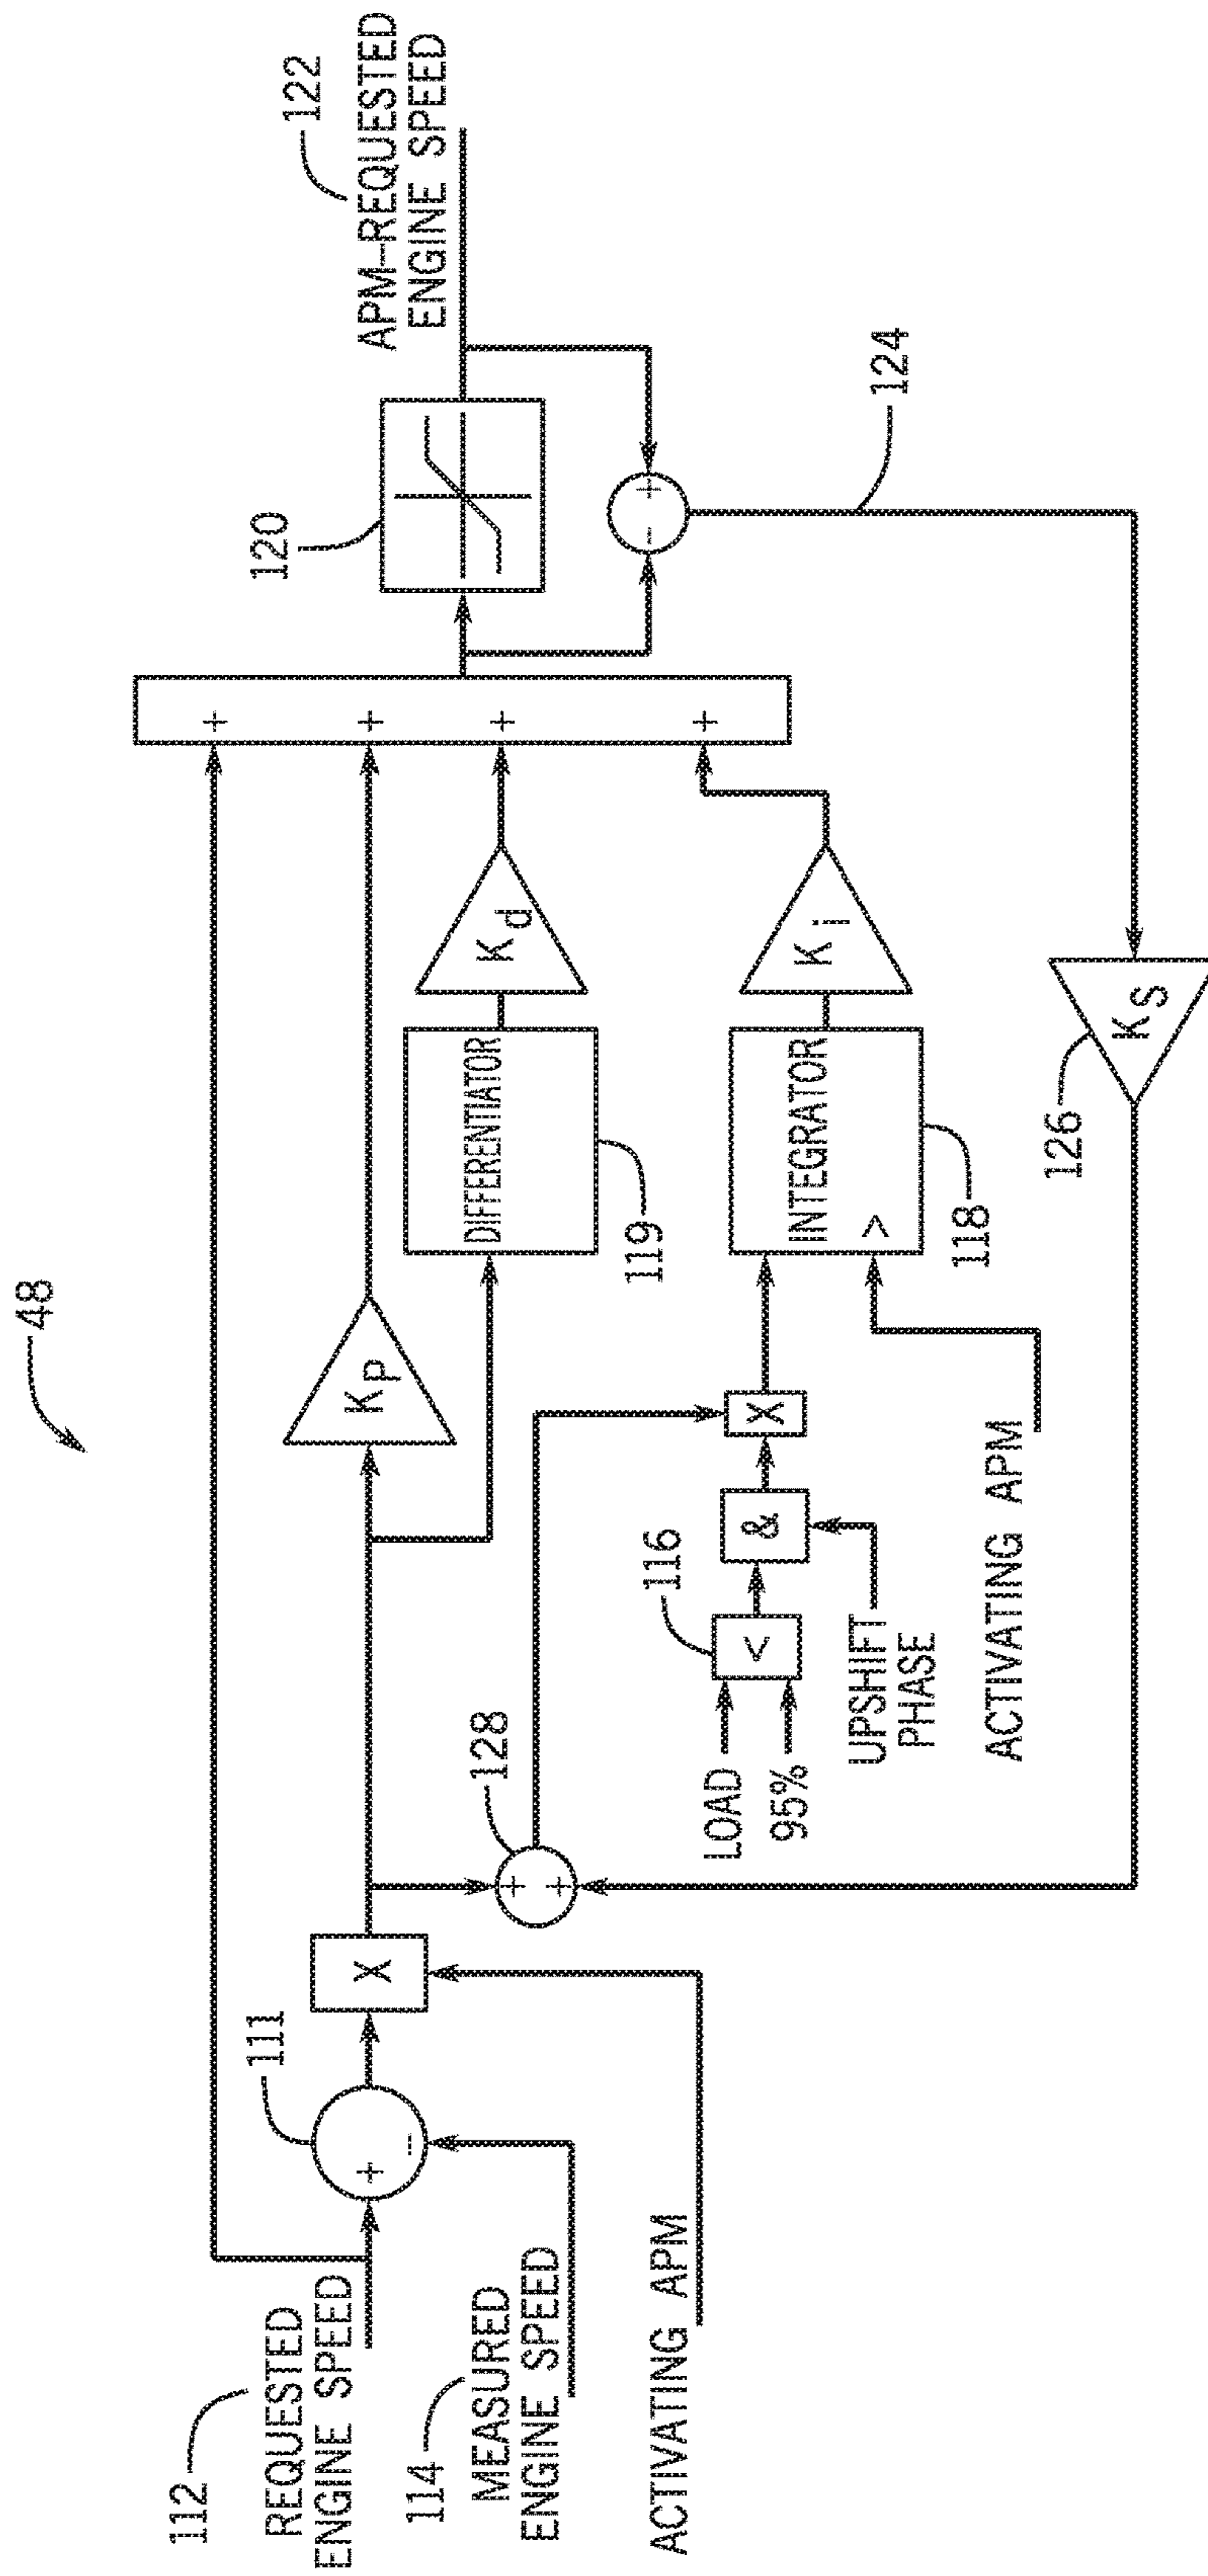 48
112
REQUESTED
ENGINE SPEED
111
+
−
X
114
MEASURED
ENGINE SPEED
ACTIVATING APM
128
+
+
KP
DIFFERENTIATOR
119
Kd
LOAD
95%
<
116
&
UPSHIFT
PHASE
X
ACTIVATING APM
INTEGRATOR
>
118
Ki
+
+
+
+
120
122
APM–REQUESTED
ENGINE SPEED
−
+
124
KS
126